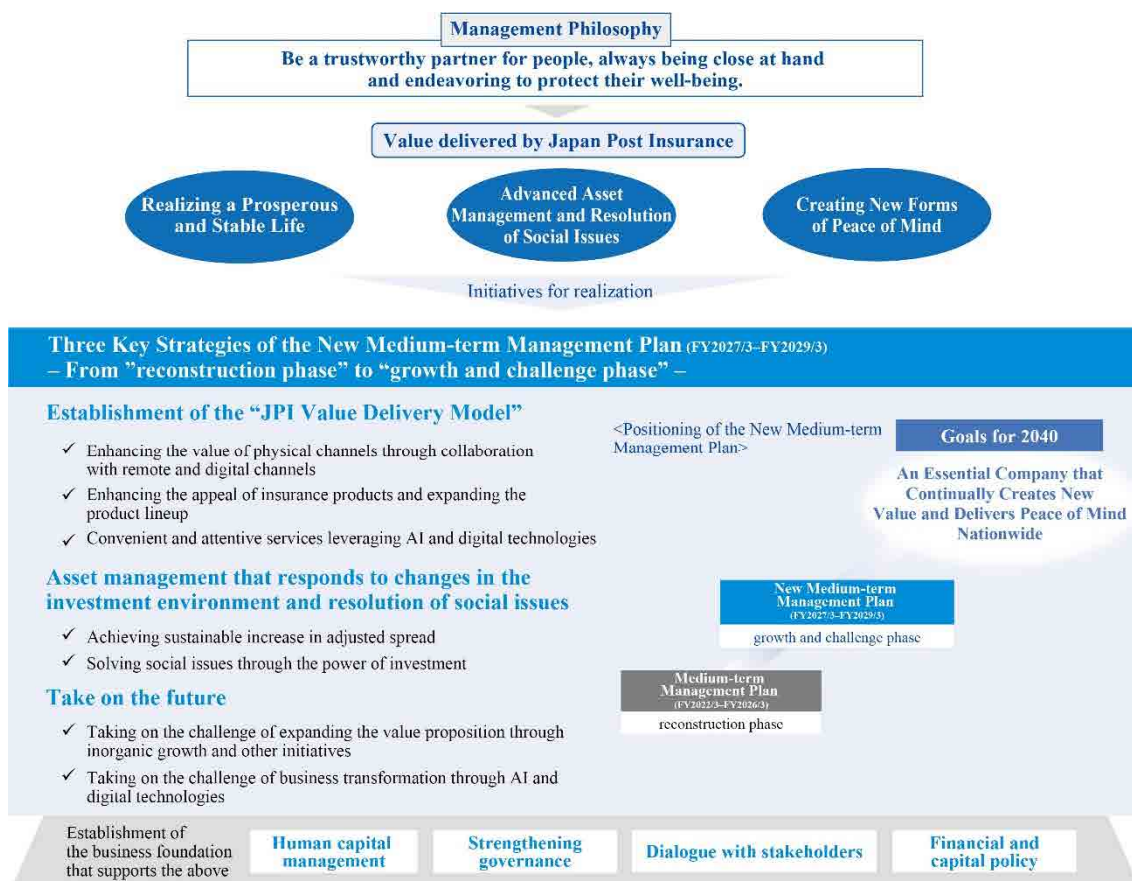 Management Philosophy
Be a trustworthy partner for people, always being close at hand
and endeavoring to protect their well-being.
Value delivered by Japan Post Insurance
Realizing a Prosperous
and Stable Life
Advanced Asset
Management and Resolution
of Social Issues
Creating New Forms
of Peace of Mind
Initiatives for realization
Three Key Strategies of the New Medium-term Management Plan (FY2027/3–FY2029/3)
– From ”reconstruction phase” to “growth and challenge phase” –
Establishment of the “JPI Value Delivery Model”
✓ Enhancing the value of physical channels through collaboration
with remote and digital channels
✓ Enhancing the appeal of insurance products and expanding the
product lineup
✓ Convenient and attentive services leveraging AI and digital technologies
Asset management that responds to changes in the
investment environment and resolution of social issues
✓ Achieving sustainable increase in adjusted spread
✓ Solving social issues through the power of investment
Take on the future
✓ Taking on the challenge of expanding the value proposition through
inorganic growth and other initiatives
✓ Taking on the challenge of business transformation through AI and
digital technologies
<Positioning of the New Medium-term
Management Plan>
Goals for 2040
An Essential Company that
Continually Creates New
Value and Delivers Peace of Mind
Nationwide
New Medium-term
Management Plan
(FY2027/3–FY2029/3)
growth and challenge phase
Medium-term
Management Plan
(FY2022/3–FY2026/3)
reconstruction phase
Establishment of
the business foundation
that supports the above
Human capital
management
Strengthening
governance
Dialogue with stakeholders
Financial and
capital policy